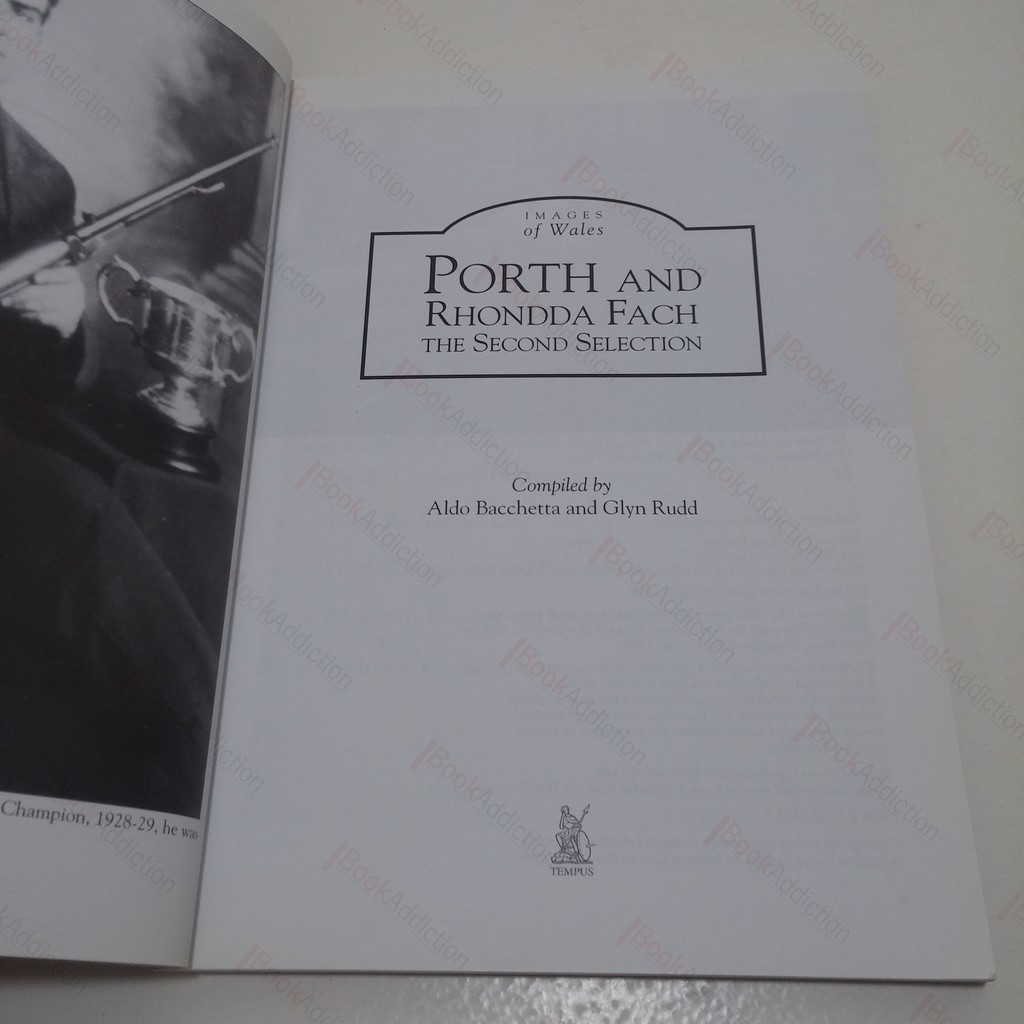 Champion, 1928-29, he was
IMAGES
of Wales
PORTH AND
RHONDDA FACH
THE SECOND SELECTION
Compiled by
Aldo Bacchetta and Glyn Rudd
TEMPUS
BookAddiction